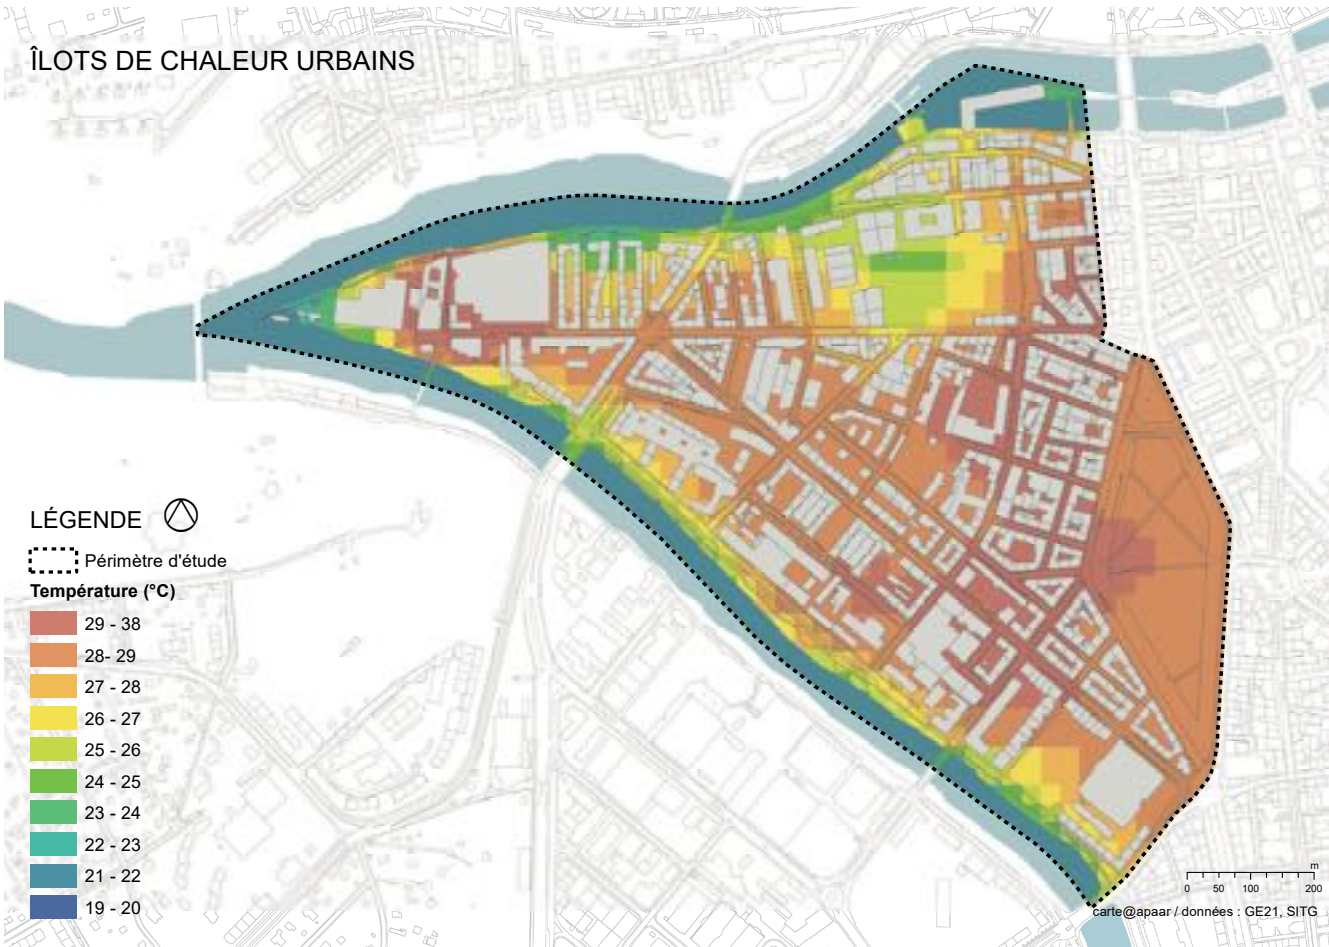 ÎLOTS DE CHALEUR URBAINS
LÉGENDE
Périmètre d'étude
Température (°C)
29 - 38
28- 29
27 - 28
26 - 27
25 - 26
24 - 25
23 - 24
22 - 23
21 - 22
19 - 20
m
0 50 100 200
carte@apaar / données : GE21, SITG